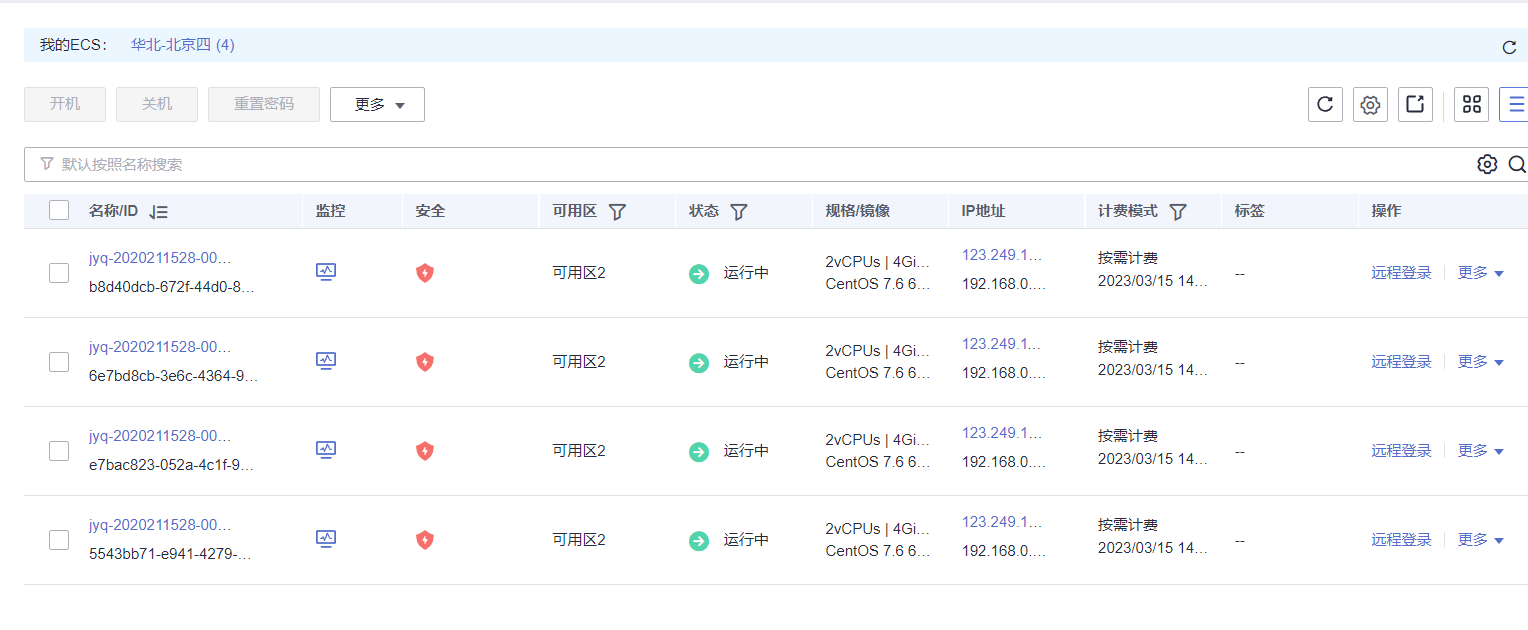 我的ECS： 华北-北京四 (4)
开机 关机 重置密码 更多
默认按照名称搜索
名称/ID 监控 安全 可用区 状态 规格/镜像 IP地址 计费模式 标签 操作
jyq-2020211528-00…
b8d40dcb-672f-44d0-8…
可用区2
运行中
2vCPUs | 4Gi…
CentOS 7.6 6…
123.249.1…
192.168.0.…
按需计费
2023/03/15 14…
--
远程登录 更多
jyq-2020211528-00…
6e7bd8cb-3e6c-4364-9…
可用区2
运行中
2vCPUs | 4Gi…
CentOS 7.6 6…
123.249.1…
192.168.0.…
按需计费
2023/03/15 14…
--
远程登录 更多
jyq-2020211528-00…
e7bac823-052a-4c1f-9…
可用区2
运行中
2vCPUs | 4Gi…
CentOS 7.6 6…
123.249.1…
192.168.0.…
按需计费
2023/03/15 14…
--
远程登录 更多
jyq-2020211528-00…
5543bb71-e941-4279-…
可用区2
运行中
2vCPUs | 4Gi…
CentOS 7.6 6…
123.249.1…
192.168.0.…
按需计费
2023/03/15 14…
--
远程登录 更多